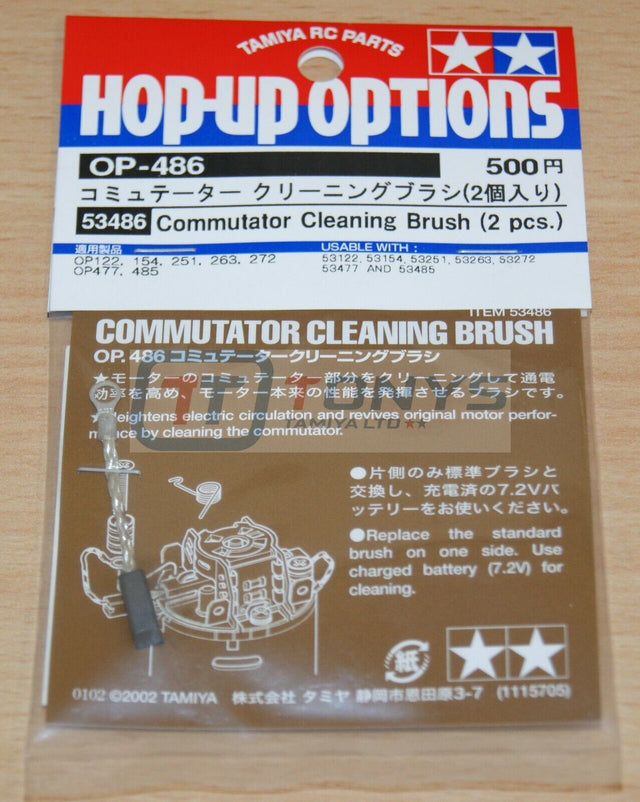 TAMIYA RC PARTS
HOP-UP OPTIONS
OP-486 500円
コミュテーター クリーニングブラシ(2個入り)
53486 Commutator Cleaning Brush (2 pcs.)
適用製品 USABLE WITH :
OP122, 154, 251, 263, 272 53122, 53154, 53251, 53263, 53272
OP477, 485 53477 AND 53485
ITEM 53486
COMMUTATOR CLEANING BRUSH
OP. 486 コミュテータークリーニングブラシ
★モーターのコミュテーター部分をクリーニングして通電
効率を高め、モーター本来の性能を発揮させるブラシです。
★Heightens electric circulation and revives original motor perfor-
mance by cleaning the commutator.
TONYS
TAMIYA LTD
●片側のみ標準ブラシと
交換し、充電済の7.2Vバ
ッテリーをお使いください。
●Replace the standard
brush on one side. Use
charged battery (7.2V) for
cleaning.
紙
0102 ©2002 TAMIYA 株式会社 タミヤ 静岡市恩田原3-7 (1115705)